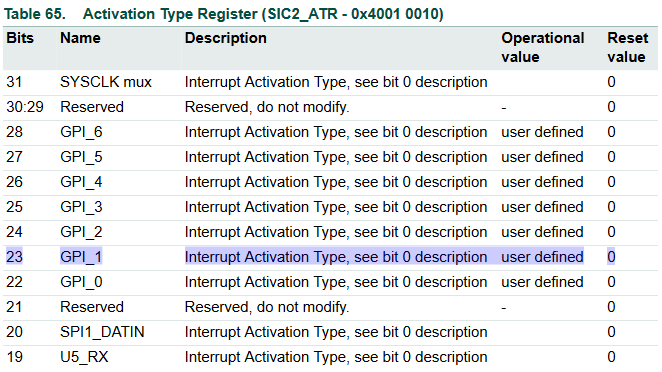 Table 65. Activation Type Register (SIC2_ATR - 0x4001 0010)
Bits Name Description Operational value Reset value
31 SYSCLK mux Interrupt Activation Type, see bit 0 description 0
30:29 Reserved Reserved, do not modify. - 0
28 GPI_6 Interrupt Activation Type, see bit 0 description user defined 0
27 GPI_5 Interrupt Activation Type, see bit 0 description user defined 0
26 GPI_4 Interrupt Activation Type, see bit 0 description user defined 0
25 GPI_3 Interrupt Activation Type, see bit 0 description user defined 0
24 GPI_2 Interrupt Activation Type, see bit 0 description user defined 0
23 GPI_1 Interrupt Activation Type, see bit 0 description user defined 0
22 GPI_0 Interrupt Activation Type, see bit 0 description user defined 0
21 Reserved Reserved, do not modify. - 0
20 SPI1_DATIN Interrupt Activation Type, see bit 0 description 0
19 U5_RX Interrupt Activation Type, see bit 0 description 0